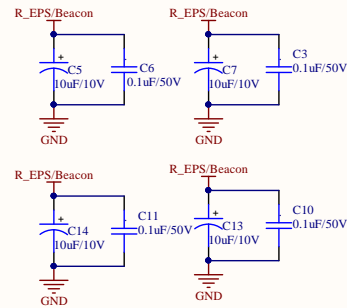 R_EPS/Beacon
+
C5
10uF/10V
C6
0.1uF/50V
GND
R_EPS/Beacon
+
C7
10uF/10V
C3
0.1uF/50V
GND
R_EPS/Beacon
+
C14
10uF/10V
C11
0.1uF/50V
GND
R_EPS/Beacon
+
C13
10uF/10V
C10
0.1uF/50V
GND